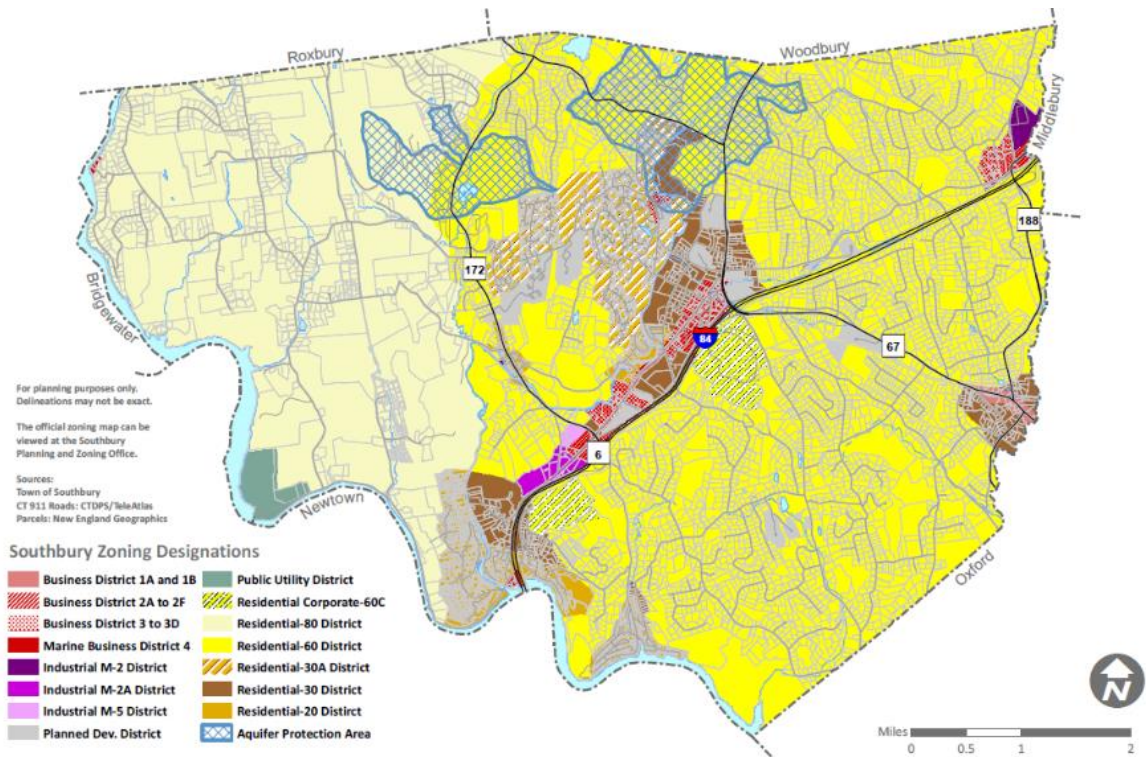 Roxbury
Woodbury
Middlebury
188
172
Bridgewater
84
67
For planning purposes only.
Delineations may not be exact.
The official zoning map can be
viewed at the Southbury
Planning and Zoning Office.
6
Sources:
Town of Southbury
CT 911 Roads: CTDPS/TeleAtlas
Parcels: New England Geographics
Newtown
Oxford
Southbury Zoning Designations
Business District 1A and 1B
Business District 2A to 2F
Business District 3 to 3D
Marine Business District 4
Industrial M-2 District
Industrial M-2A District
Industrial M-5 District
Planned Dev. District
Public Utility District
Residential Corporate-60C
Residential-80 District
Residential-60 District
Residential-30A District
Residential-30 District
Residential-20 Distirct
Aquifer Protection Area
N
Miles
0 0.5 1 2